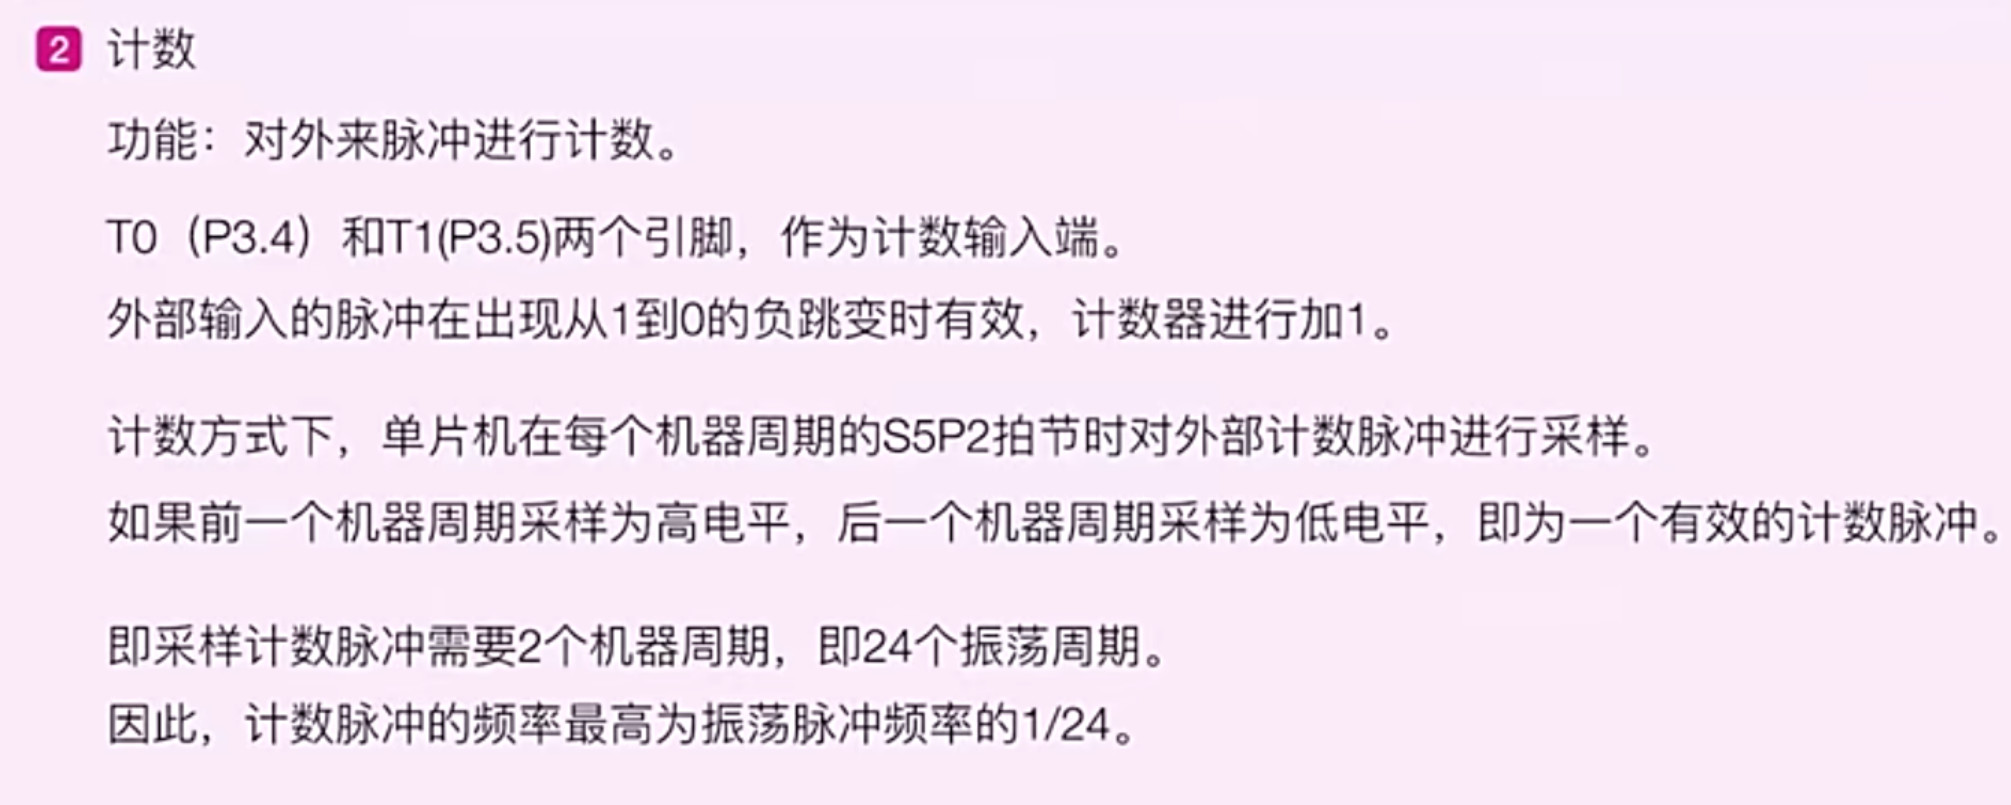 2 计数
功能：对外来脉冲进行计数。
T0（P3.4）和T1(P3.5)两个引脚，作为计数输入端。
外部输入的脉冲在出现从1到0的负跳变时有效，计数器进行加1。
计数方式下，单片机在每个机器周期的S5P2拍节时对外部计数脉冲进行采样。
如果前一个机器周期采样为高电平，后一个机器周期采样为低电平，即为一个有效的计数脉冲。
即采样计数脉冲需要2个机器周期，即24个振荡周期。
因此，计数脉冲的频率最高为振荡脉冲频率的1/24。